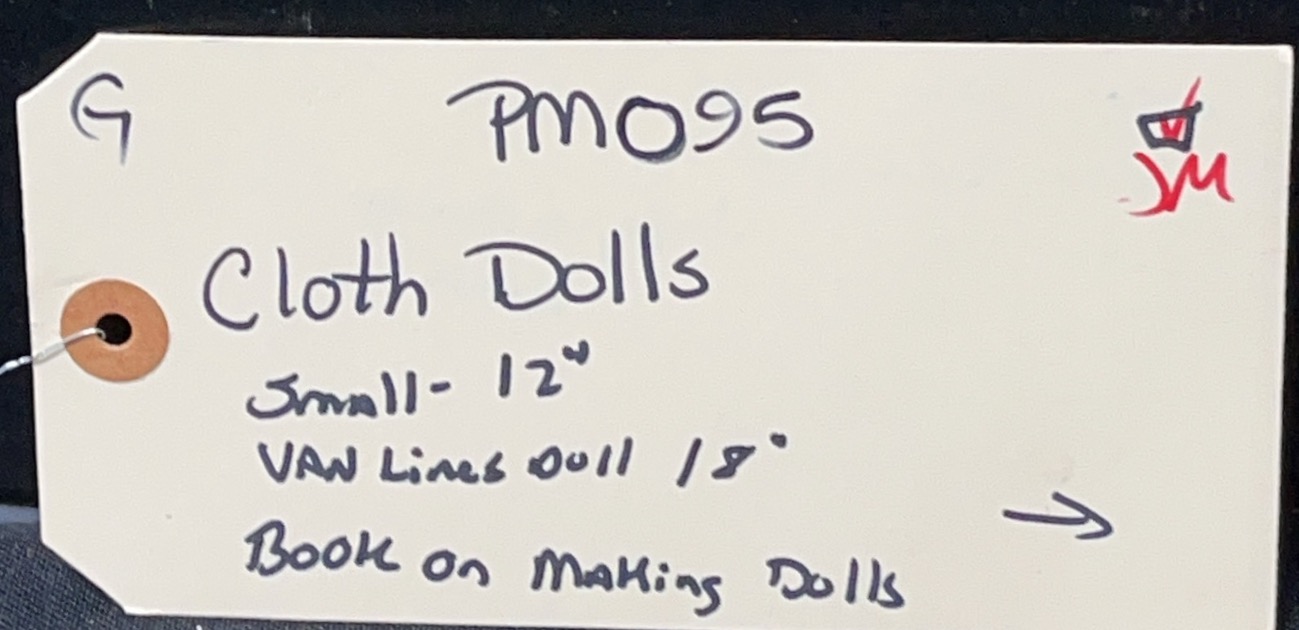 G PM095
JM
Cloth Dolls
Small- 12"
VAN Lines Doll 18"
Book on Making Dolls →